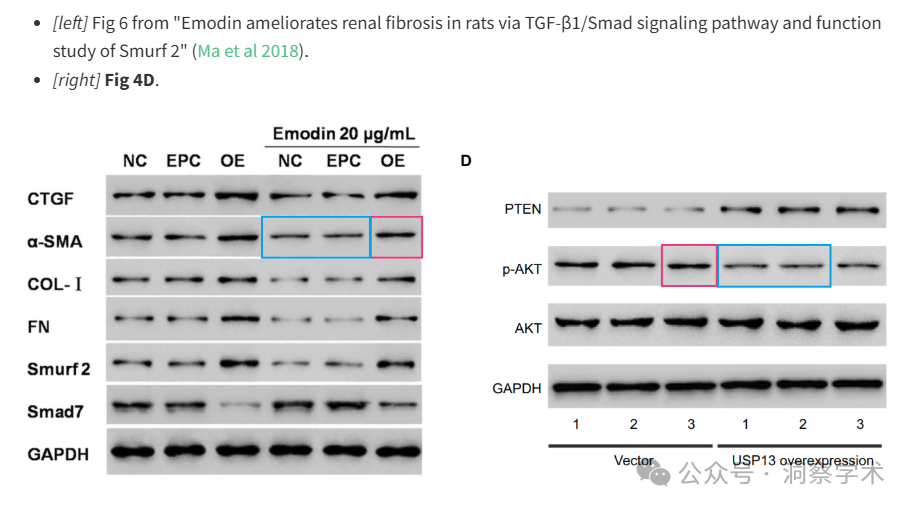 • [left] Fig 6 from "Emodin ameliorates renal fibrosis in rats via TGF-β1/Smad signaling pathway and function
study of Smurf 2" (Ma et al 2018).
• [right] Fig 4D.
Emodin 20 μg/mL
NC EPC OE NC EPC OE
CTGF
α-SMA
COL-Ⅰ
FN
Smurf 2
Smad7
GAPDH
D
PTEN
p-AKT
AKT
GAPDH
1 2 3 1 2 3
Vector USP13 overexpression
公众号 · 洞察学术